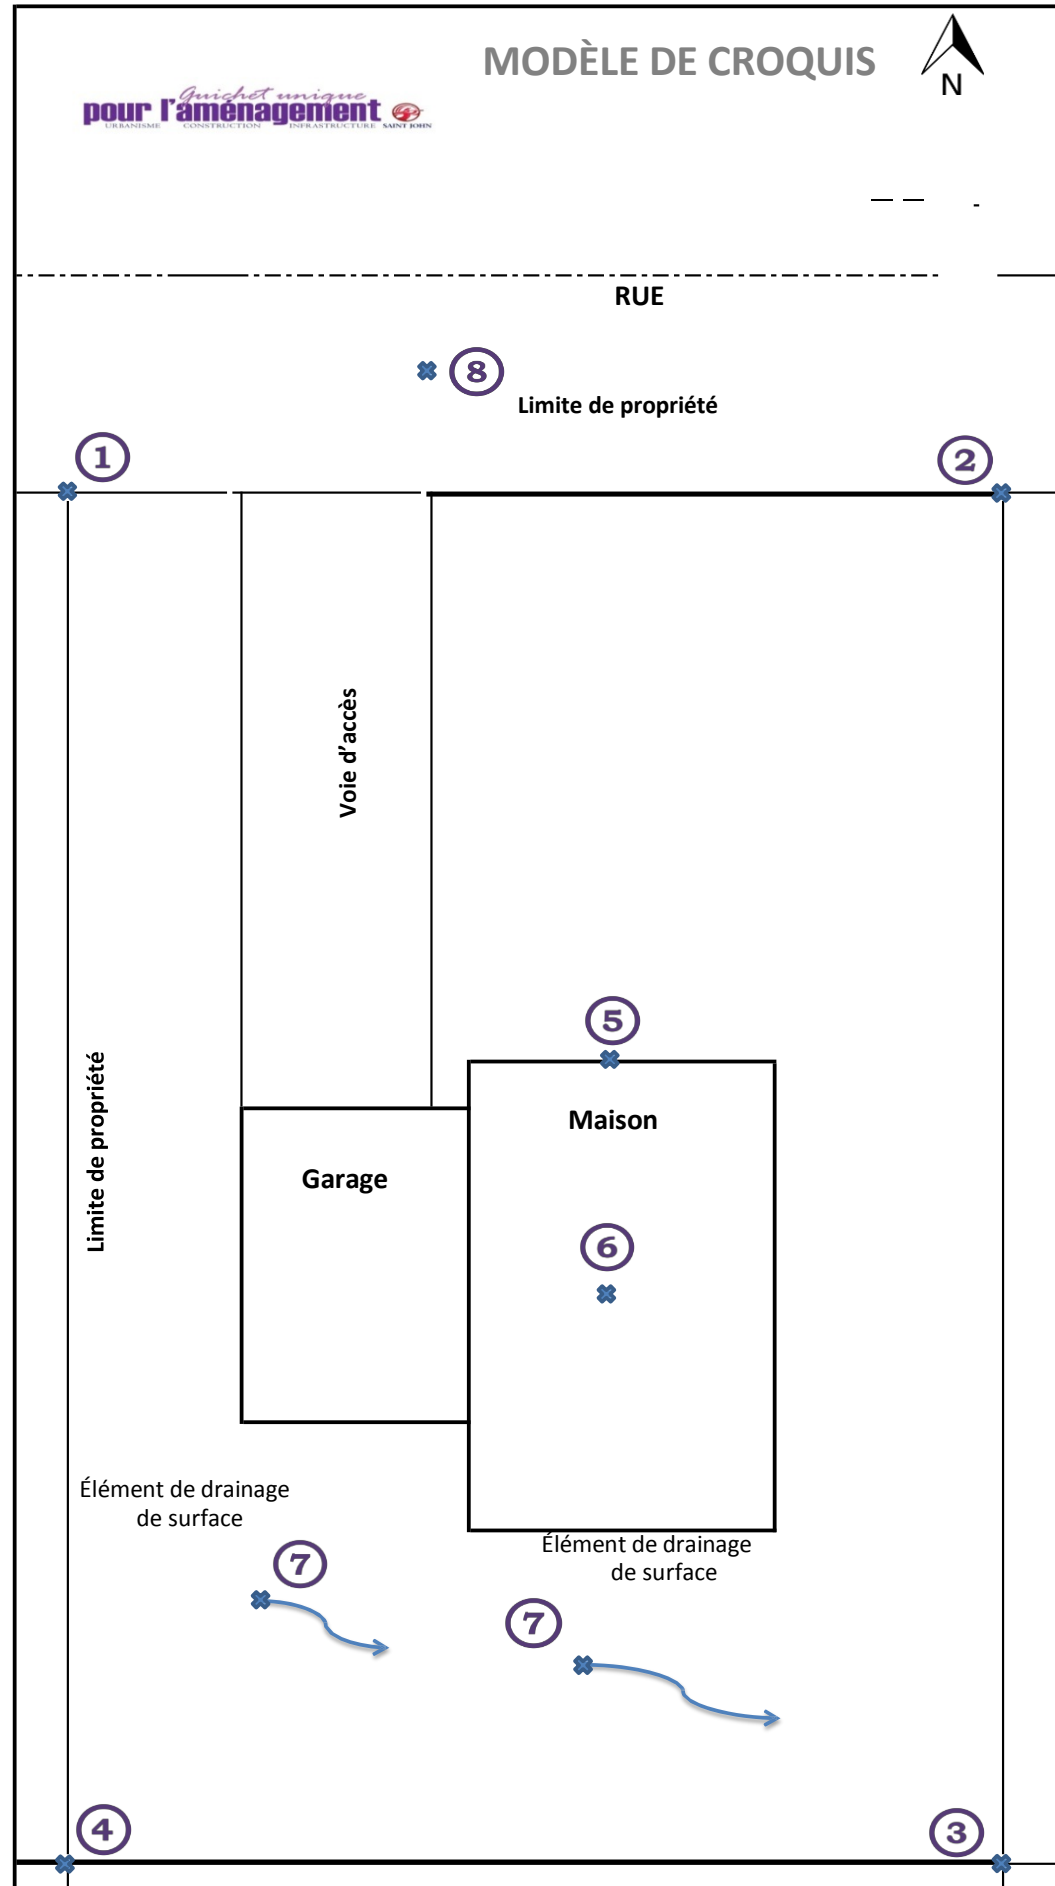 MODÈLE DE CROQUIS
N
Guichet unique
pour l'aménagement
URBANISME CONSTRUCTION INFRASTRUCTURE SAINT JOHN
RUE
8
Limite de propriété
1
2
Voie d'accès
5
Limite de propriété
Maison
Garage
6
Élément de drainage
de surface
Élément de drainage
de surface
7
7
4
3